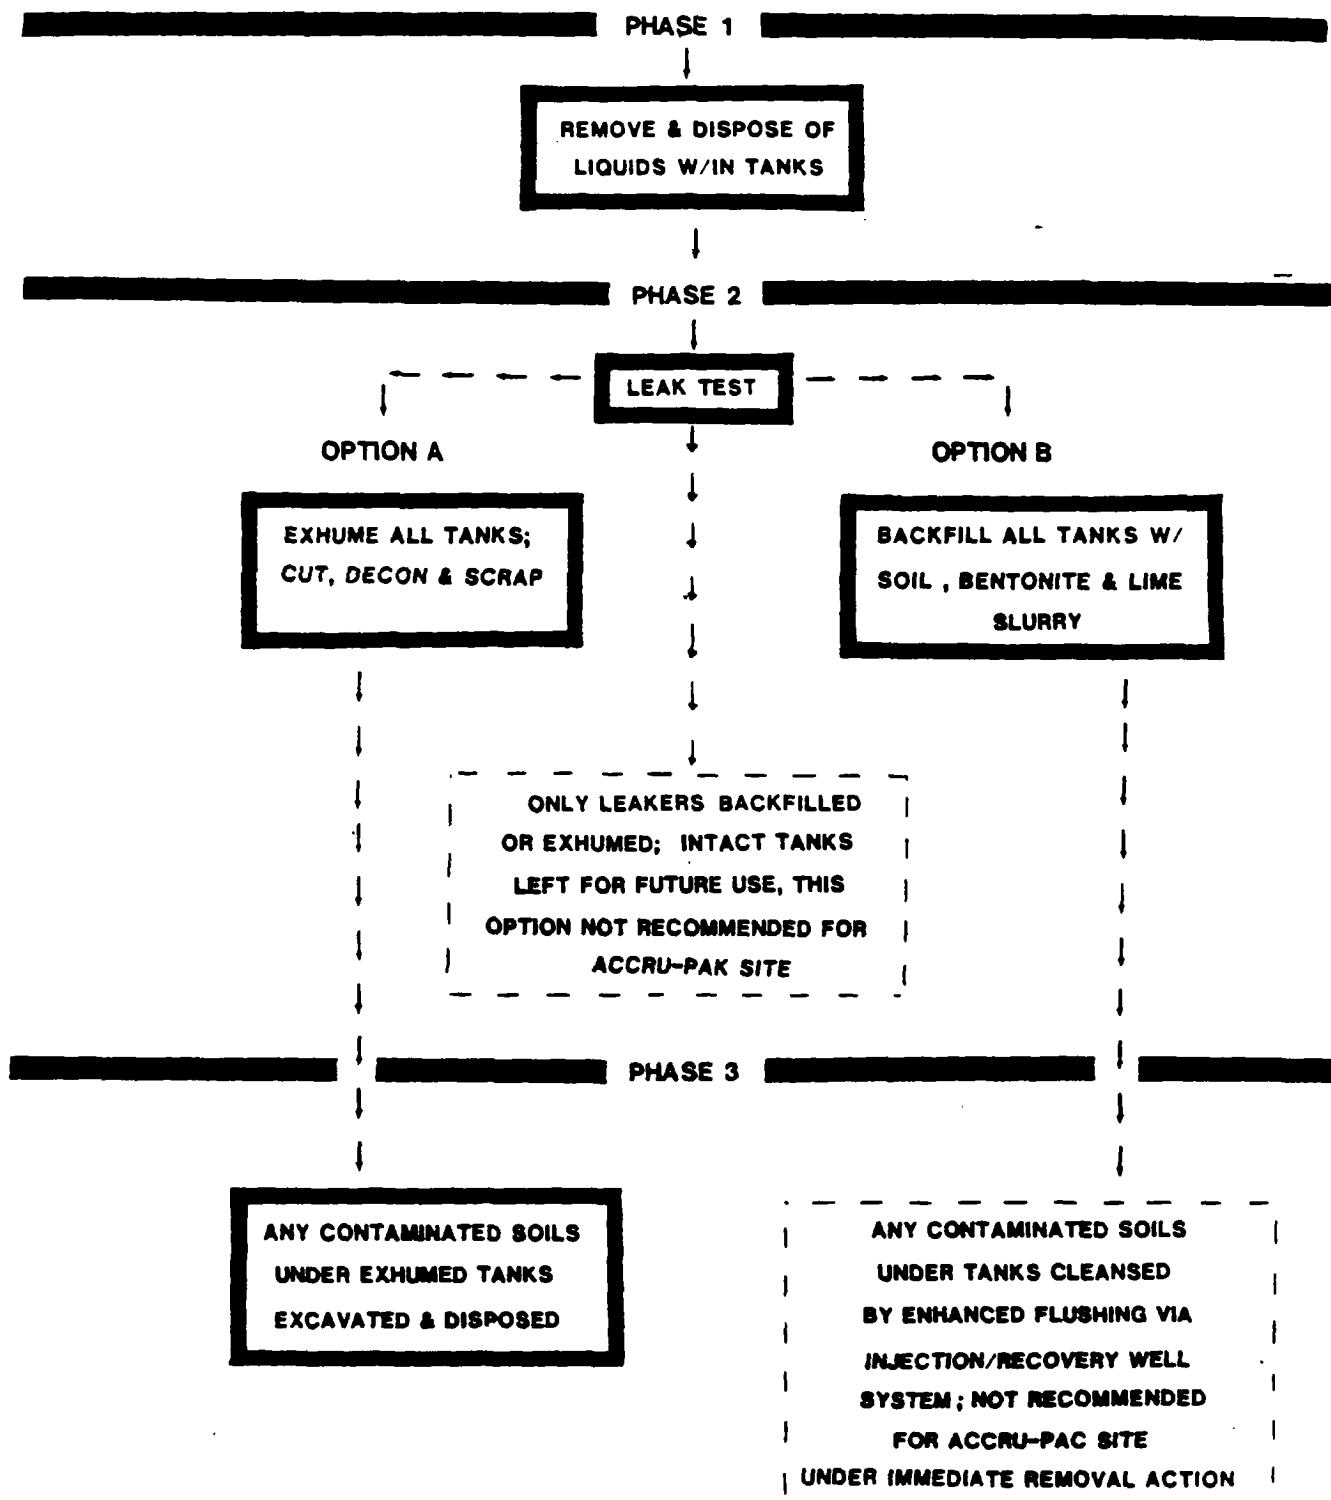 PHASE 1
REMOVE & DISPOSE OF
LIQUIDS W/IN TANKS
PHASE 2
LEAK TEST
OPTION A
EXHUME ALL TANKS;
CUT, DECON & SCRAP
OPTION B
BACKFILL ALL TANKS W/
SOIL , BENTONITE & LIME
SLURRY
ONLY LEAKERS BACKFILLED
OR EXHUMED; INTACT TANKS
LEFT FOR FUTURE USE, THIS
OPTION NOT RECOMMENDED FOR
ACCRU-PAK SITE
PHASE 3
ANY CONTAMINATED SOILS
UNDER EXHUMED TANKS
EXCAVATED & DISPOSED
ANY CONTAMINATED SOILS
UNDER TANKS CLEANSED
BY ENHANCED FLUSHING VIA
INJECTION/RECOVERY WELL
SYSTEM ; NOT RECOMMENDED
FOR ACCRU-PAC SITE
UNDER IMMEDIATE REMOVAL ACTION